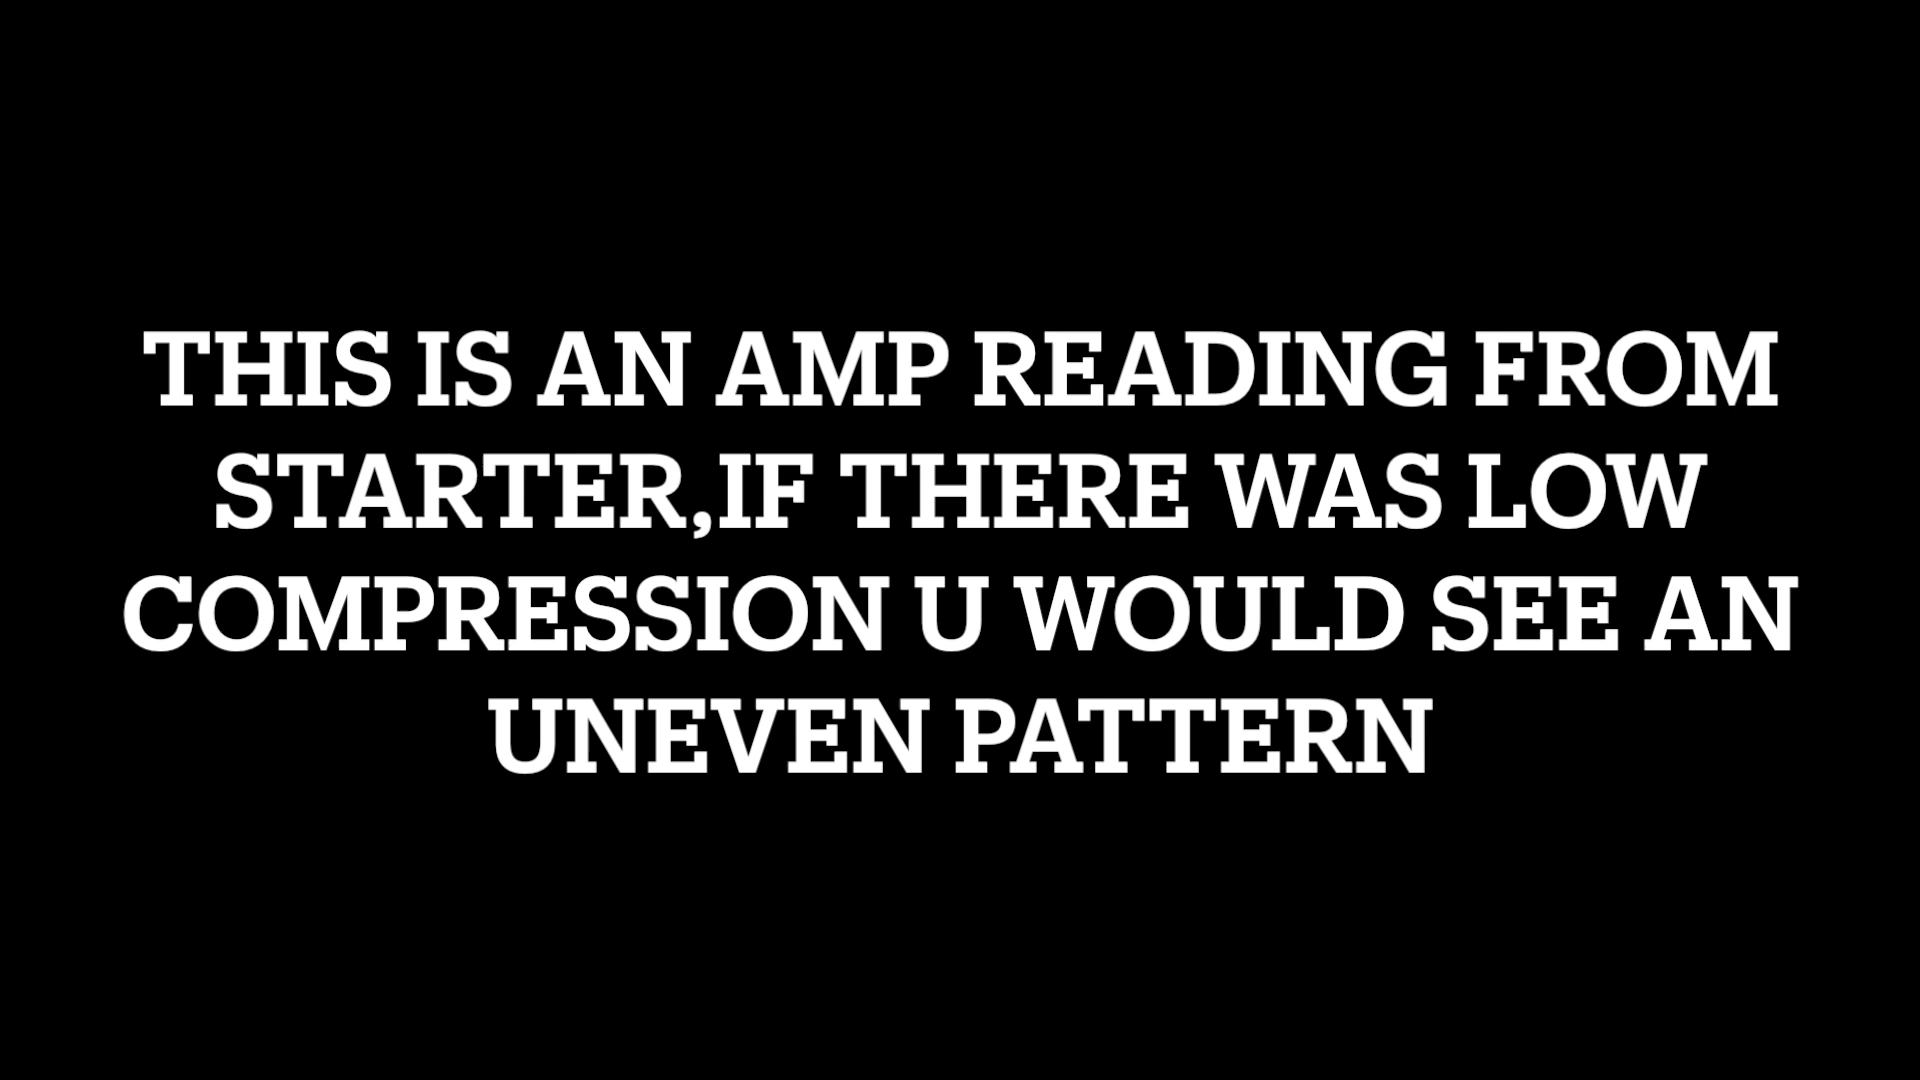 THIS IS AN AMP READING FROM
STARTER,IF THERE WAS LOW
COMPRESSION U WOULD SEE AN
UNEVEN PATTERN